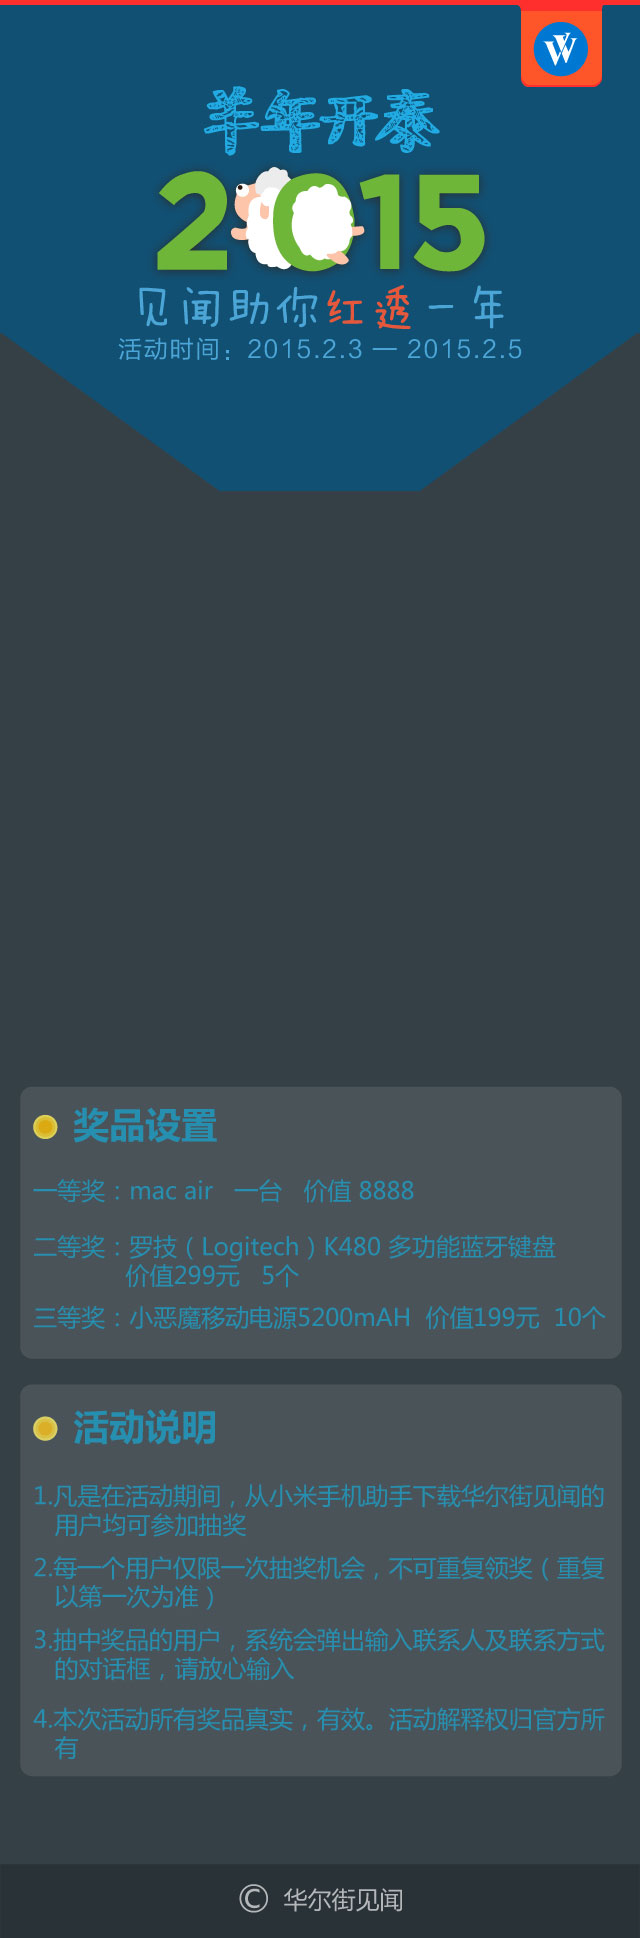 羊年开泰
2015
见闻助你红透一年
活动时间：2015.2.3 — 2015.2.5
奖品设置
一等奖：mac air 一台 价值 8888
二等奖：罗技（Logitech）K480 多功能蓝牙键盘
价值299元 5个
三等奖：小恶魔移动电源5200mAH 价值199元 10个
活动说明
1.凡是在活动期间，从小米手机助手下载华尔街见闻的
用户均可参加抽奖
2.每一个用户仅限一次抽奖机会，不可重复领奖（重复
以第一次为准）
3.抽中奖品的用户，系统会弹出输入联系人及联系方式
的对话框，请放心输入
4.本次活动所有奖品真实，有效。活动解释权归官方所
有
© 华尔街见闻